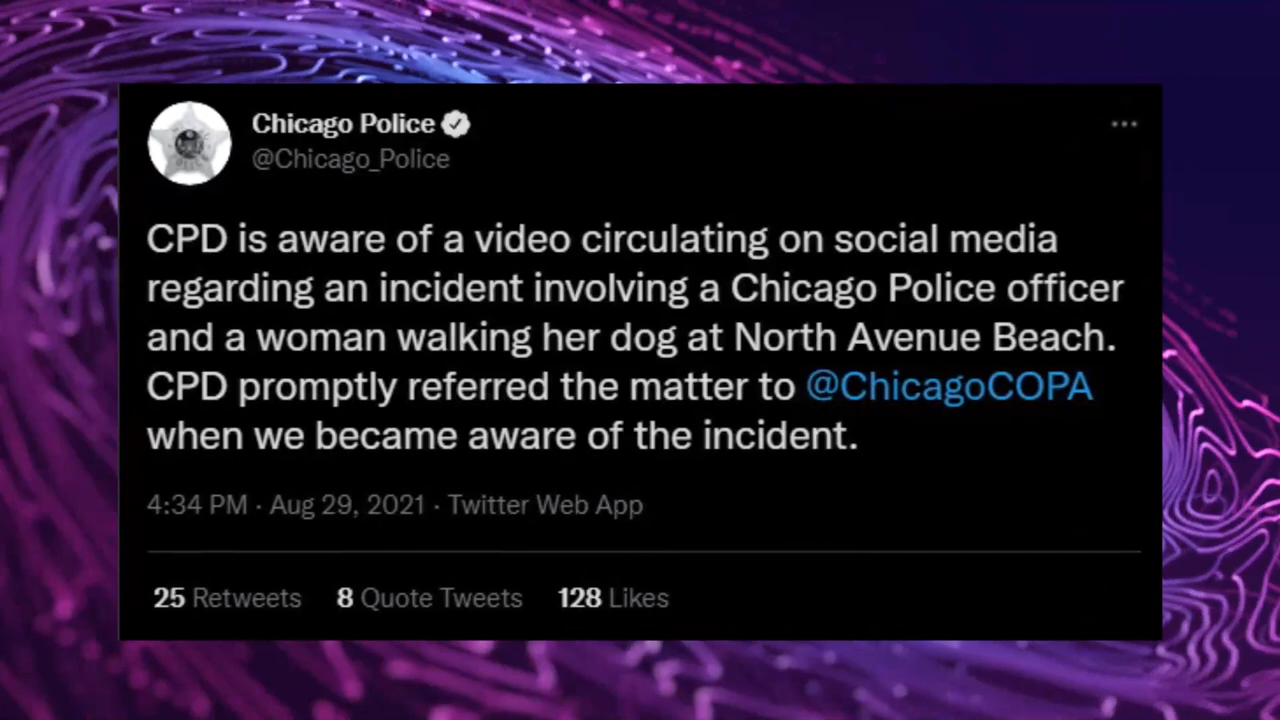 Chicago Police
@Chicago_Police
CPD is aware of a video circulating on social media
regarding an incident involving a Chicago Police officer
and a woman walking her dog at North Avenue Beach.
CPD promptly referred the matter to @ChicagoCOPA
when we became aware of the incident.
4:34 PM · Aug 29, 2021 · Twitter Web App
25 Retweets 8 Quote Tweets 128 Likes